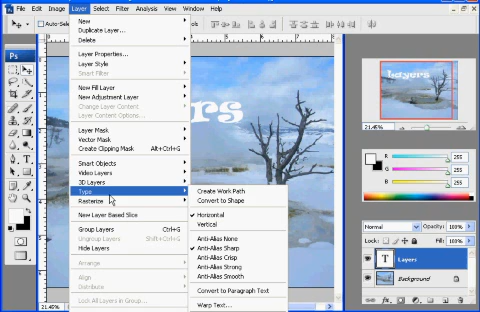 File Edit Image Layer Select Filter Analysis View Window Help
Auto-Selec
New
Duplicate Layer...
Delete
Layer Properties...
Layer Style
Smart Filter
New Fill Layer
New Adjustment Layer
Change Layer Content
Layer Content Options...
Layer Mask
Vector Mask
Create Clipping Mask Alt+Ctrl+G
Smart Objects
Video Layers
3D Layers
Type
Rasterize
New Layer Based Slice
Group Layers Ctrl+G
Ungroup Layers Shift+Ctrl+G
Hide Layers
Arrange
Align
Distribute
Lock All Layers in Group...
Create Work Path
Convert to Shape
Horizontal
Vertical
Anti-Alias None
Anti-Alias Sharp
Anti-Alias Crisp
Anti-Alias Strong
Anti-Alias Smooth
Convert to Paragraph Text
Warp Text...
Ps
ers
21.45%
Layers
21.45%
R 255
G 255
B 255
Normal Opacity: 100%
Lock: Fill: 100%
T Layers
Background